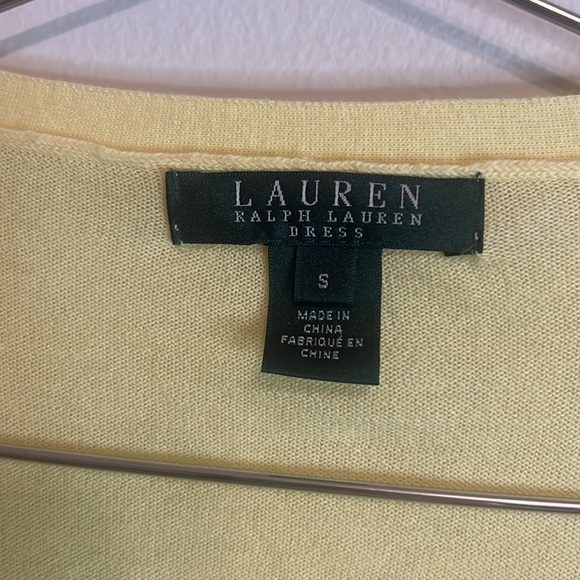 LAUREN
RALPH LAUREN
DRESS
S
MADE IN
CHINA
FABRIQUÉ EN
CHINE